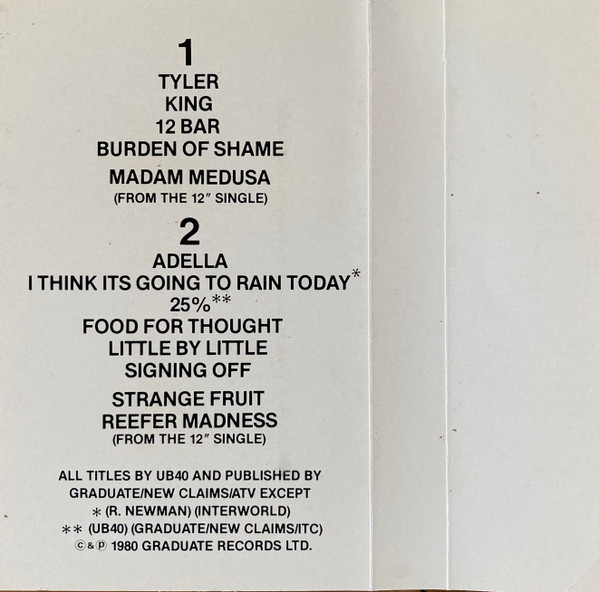 1
TYLER
KING
12 BAR
BURDEN OF SHAME
MADAM MEDUSA
(FROM THE 12" SINGLE)
2
ADELLA
I THINK ITS GOING TO RAIN TODAY*
25%**
FOOD FOR THOUGHT
LITTLE BY LITTLE
SIGNING OFF
STRANGE FRUIT
REEFER MADNESS
(FROM THE 12" SINGLE)
ALL TITLES BY UB40 AND PUBLISHED BY
GRADUATE/NEW CLAIMS/ATV EXCEPT
* (R. NEWMAN) (INTERWORLD)
** (UB40) (GRADUATE/NEW CLAIMS/ITC)
©&℗ 1980 GRADUATE RECORDS LTD.